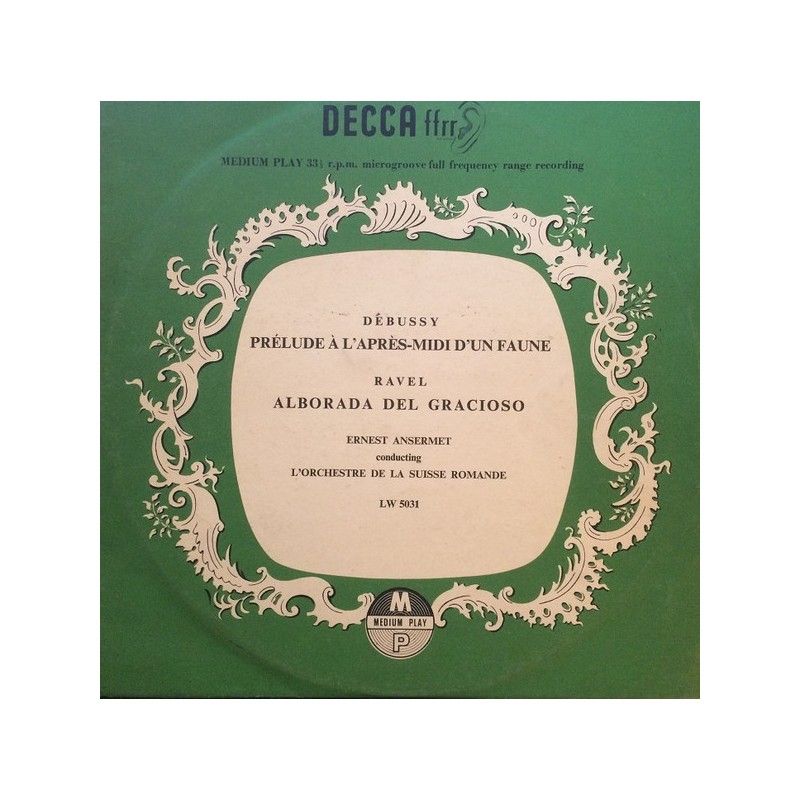 DECCA ffrr
MEDIUM PLAY 33⅓ r.p.m. microgroove full frequency range recording
DÉBUSSY
PRÉLUDE À L'APRÈS-MIDI D'UN FAUNE
RAVEL
ALBORADA DEL GRACIOSO
ERNEST ANSERMET
conducting
L'ORCHESTRE DE LA SUISSE ROMANDE
LW 5031
M
MEDIUM PLAY
P